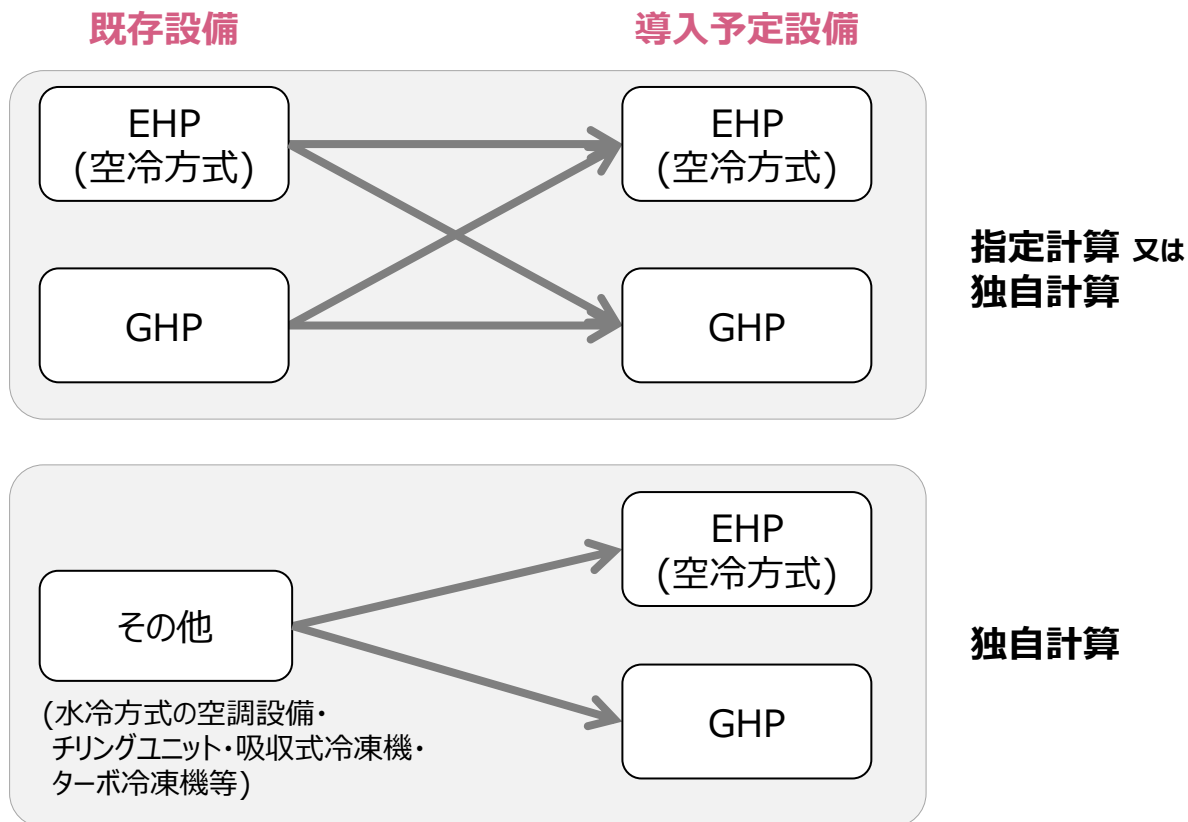 既存設備
導入予定設備
EHP
(空冷方式)
EHP
(空冷方式)
GHP
GHP
指定計算 又は
独自計算
その他
(水冷方式の空調設備・
チリングユニット・吸収式冷凍機・
ターボ冷凍機等)
EHP
(空冷方式)
GHP
独自計算